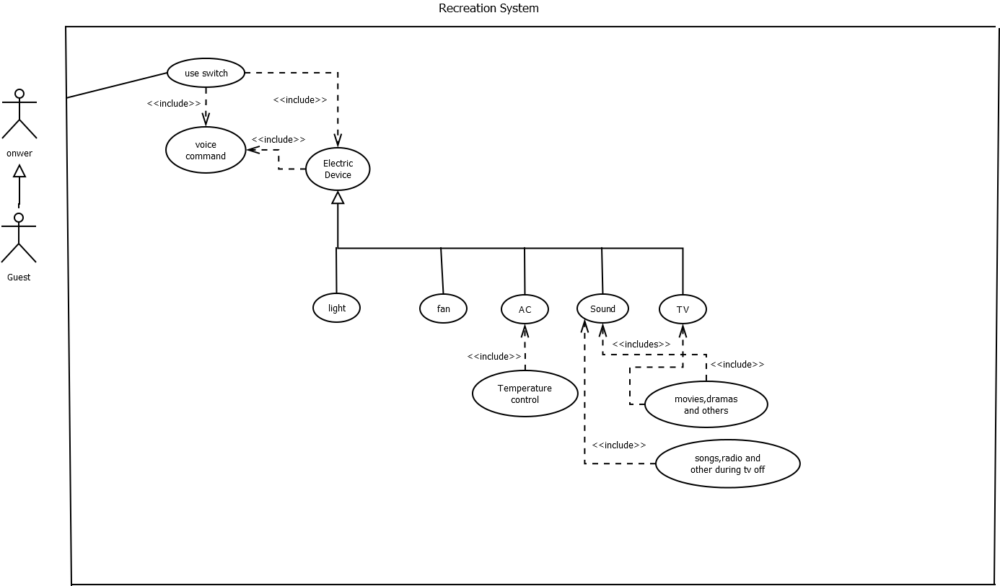 Recreation System
use switch
<<include>>
<<include>>
voice
command
<<include>>
Electric
Device
onwer
Guest
light
fan
AC
Sound
TV
<<include>>
<<includes>>
<<include>>
Temperature
control
movies,dramas
and others
<<include>>
songs,radio and
other during tv off